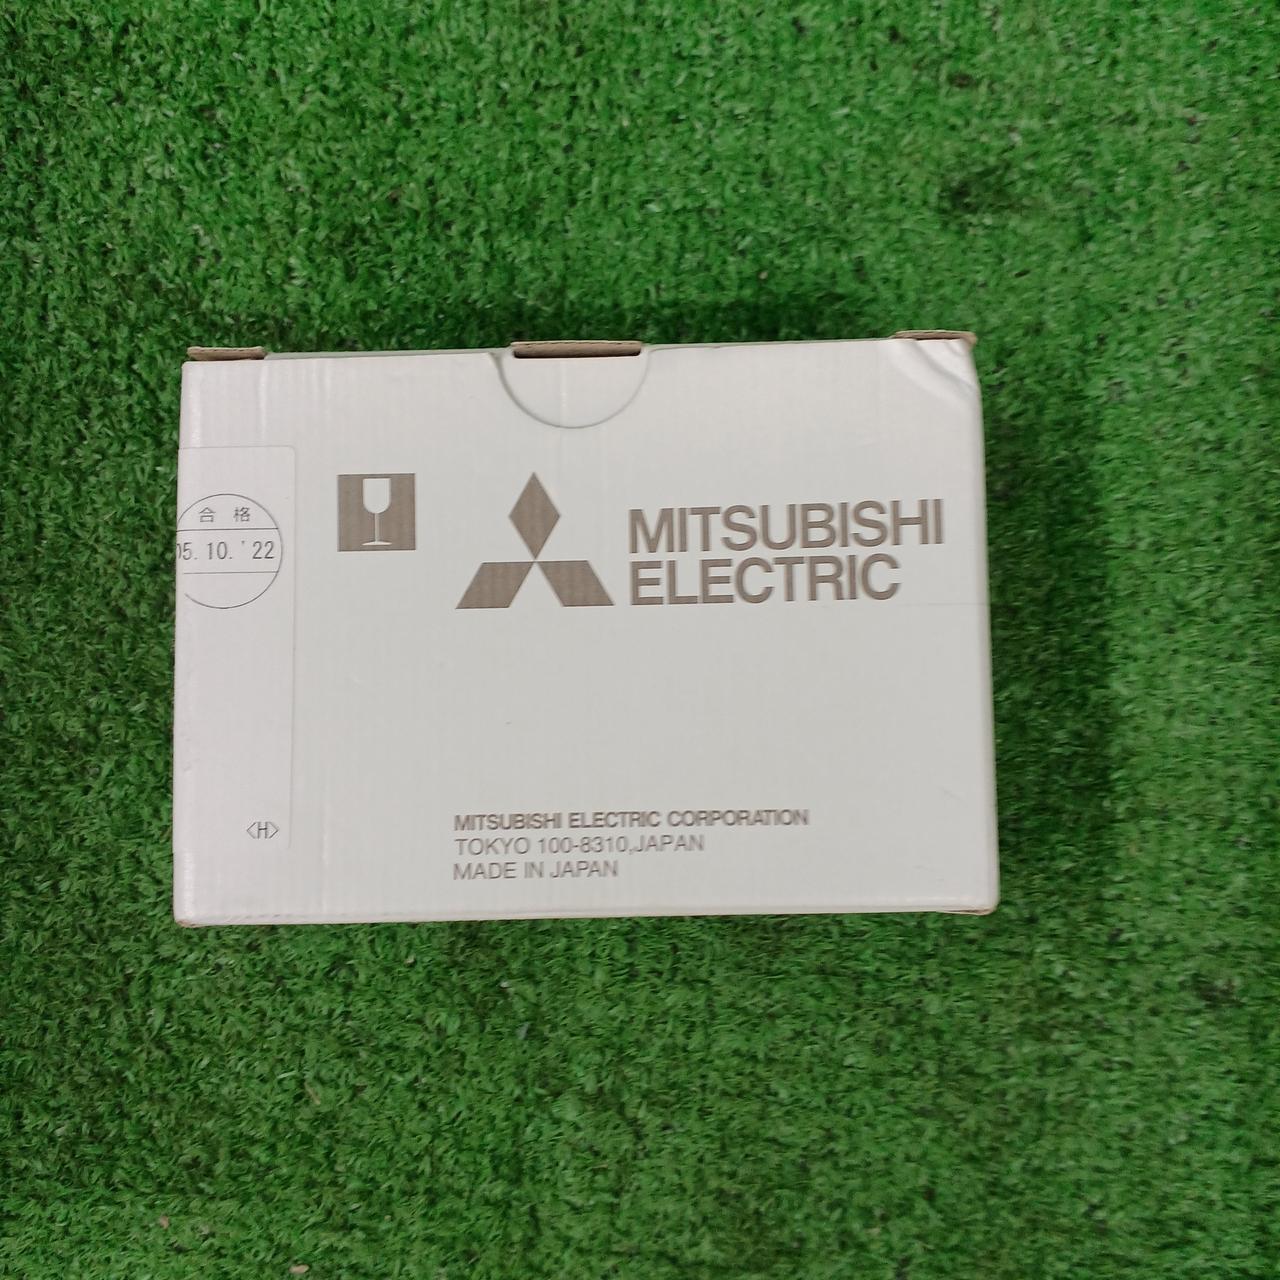 合 格
05. 10. '22
MITSUBISHI
ELECTRIC
<H>
MITSUBISHI ELECTRIC CORPORATION
TOKYO 100-8310,JAPAN
MADE IN JAPAN